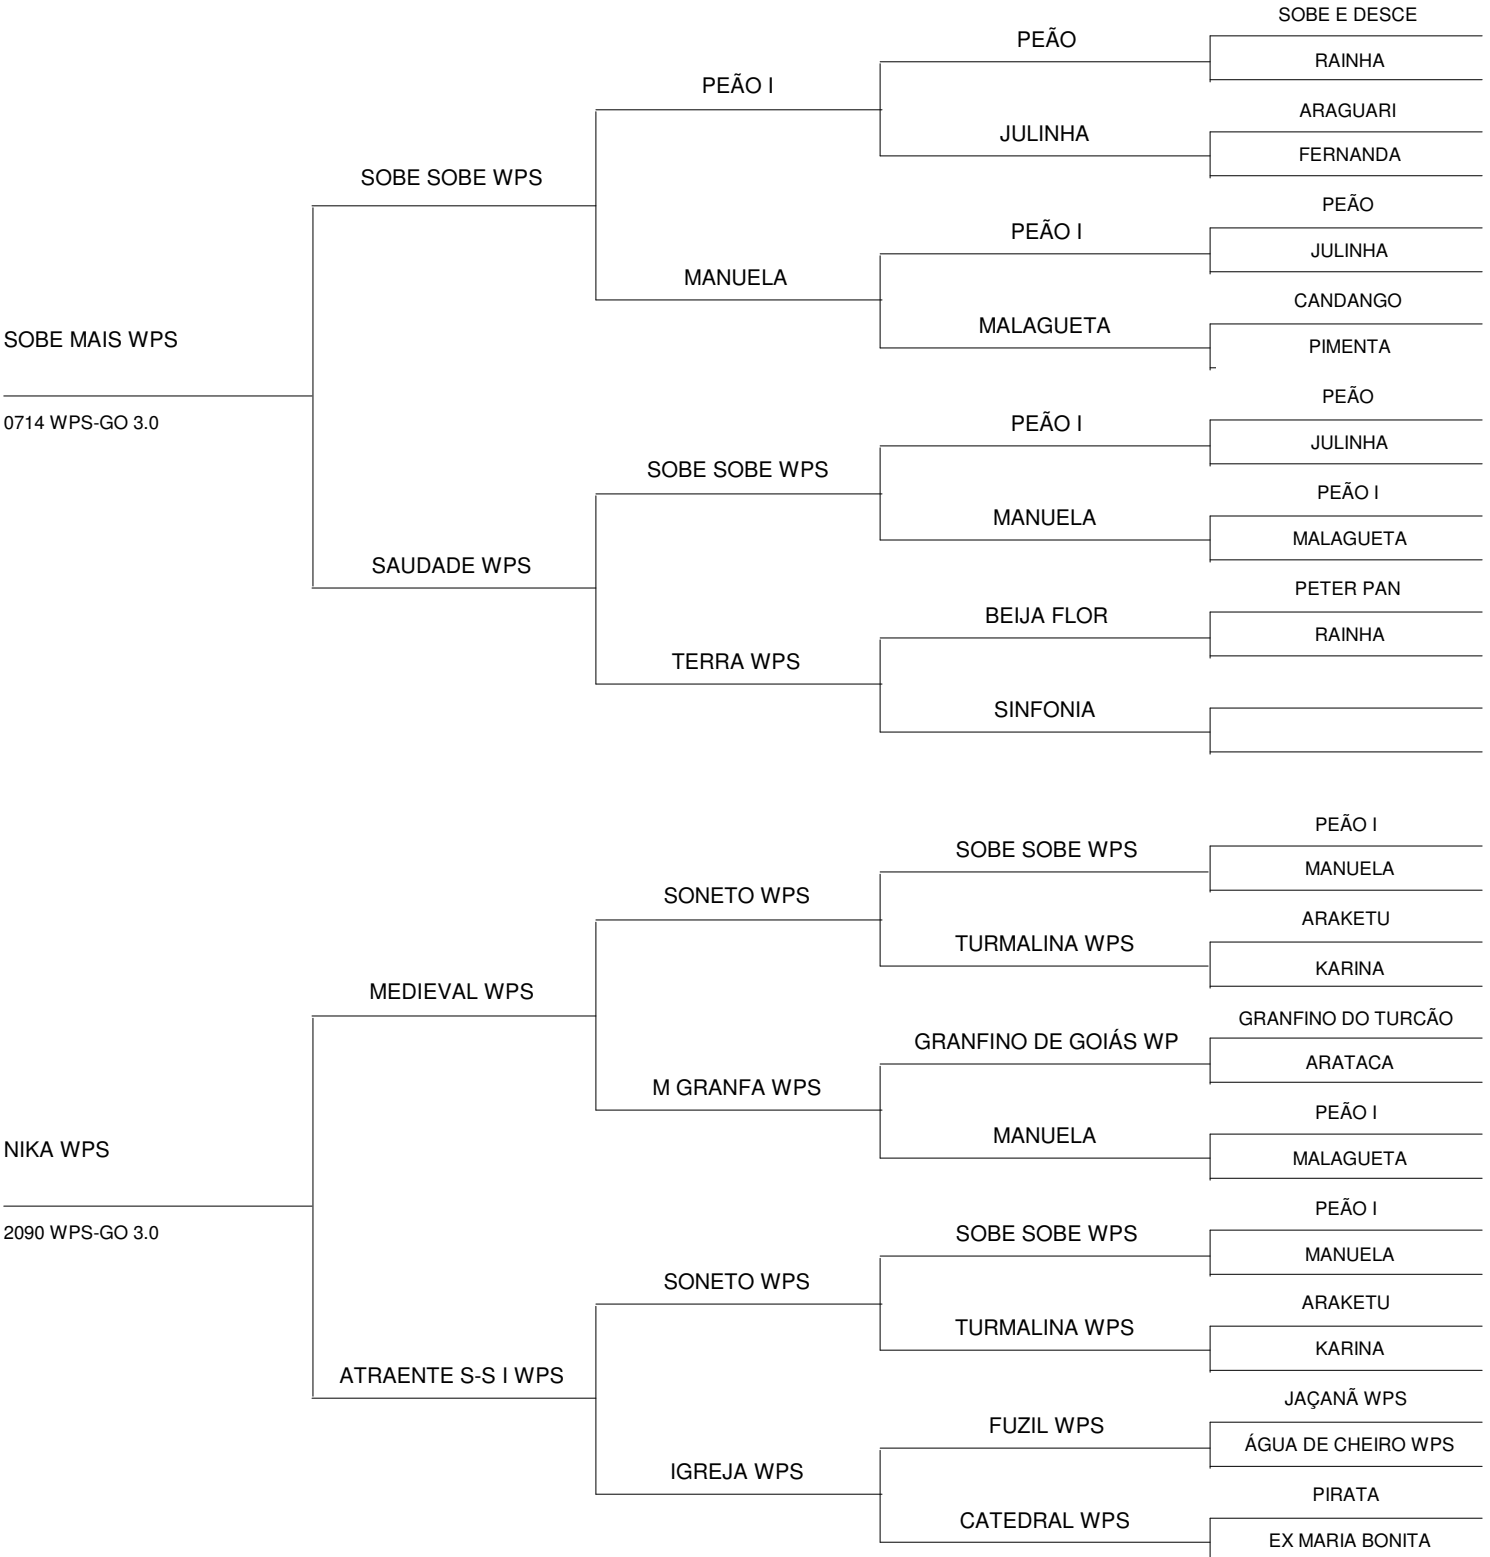 SOBE E DESCE
PEÃO
RAINHA
PEÃO I
ARAGUARI
JULINHA
FERNANDA
SOBE SOBE WPS
PEÃO
PEÃO I
JULINHA
MANUELA
CANDANGO
MALAGUETA
PIMENTA
SOBE MAIS WPS
0714 WPS-GO 3.0
PEÃO
PEÃO I
JULINHA
SOBE SOBE WPS
PEÃO I
MANUELA
MALAGUETA
SAUDADE WPS
PETER PAN
BEIJA FLOR
RAINHA
TERRA WPS
SINFONIA
PEÃO I
SOBE SOBE WPS
MANUELA
SONETO WPS
ARAKETU
TURMALINA WPS
KARINA
MEDIEVAL WPS
GRANFINO DO TURCÃO
GRANFINO DE GOIÁS WP
ARATACA
M GRANFA WPS
PEÃO I
MANUELA
MALAGUETA
NIKA WPS
2090 WPS-GO 3.0
PEÃO I
SOBE SOBE WPS
MANUELA
SONETO WPS
ARAKETU
TURMALINA WPS
KARINA
ATRAENTE S-S I WPS
JAÇANÃ WPS
FUZIL WPS
ÁGUA DE CHEIRO WPS
IGREJA WPS
PIRATA
CATEDRAL WPS
EX MARIA BONITA